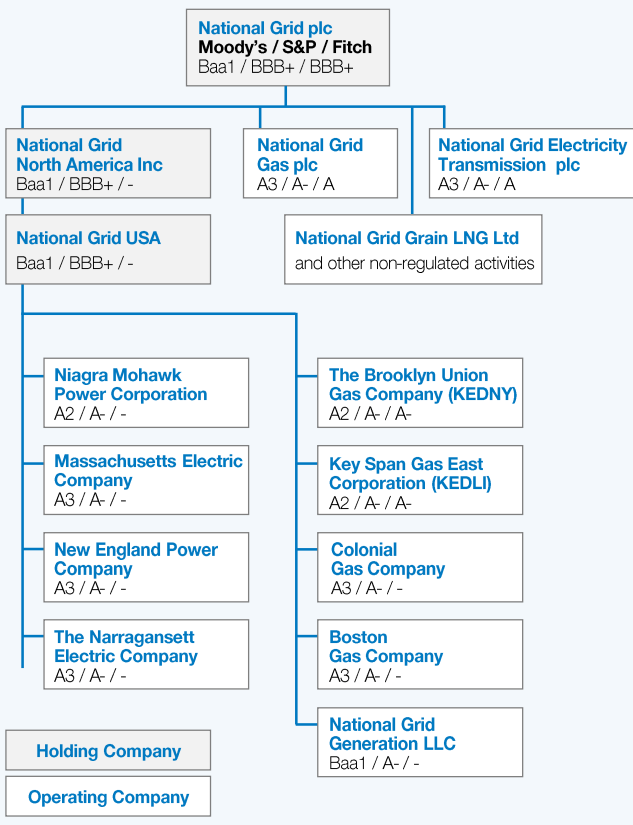 National Grid plc
Moody's / S&P / Fitch
Baa1 / BBB+ / BBB+
National Grid
North America Inc
Baa1 / BBB+ / -
National Grid
Gas plc
A3 / A- / A
National Grid Electricity
Transmission plc
A3 / A- / A
National Grid USA
Baa1 / BBB+ / -
National Grid Grain LNG Ltd
and other non-regulated activities
Niagra Mohawk
Power Corporation
A2 / A- / -
Massachusetts Electric
Company
A3 / A- / -
New England Power
Company
A3 / A- / -
The Narragansett
Electric Company
A3 / A- / -
The Brooklyn Union
Gas Company (KEDNY)
A2 / A- / A-
Key Span Gas East
Corporation (KEDLI)
A2 / A- / A-
Colonial
Gas Company
A3 / A- / -
Boston
Gas Company
A3 / A- / -
National Grid
Generation LLC
Baa1 / A- / -
Holding Company
Operating Company